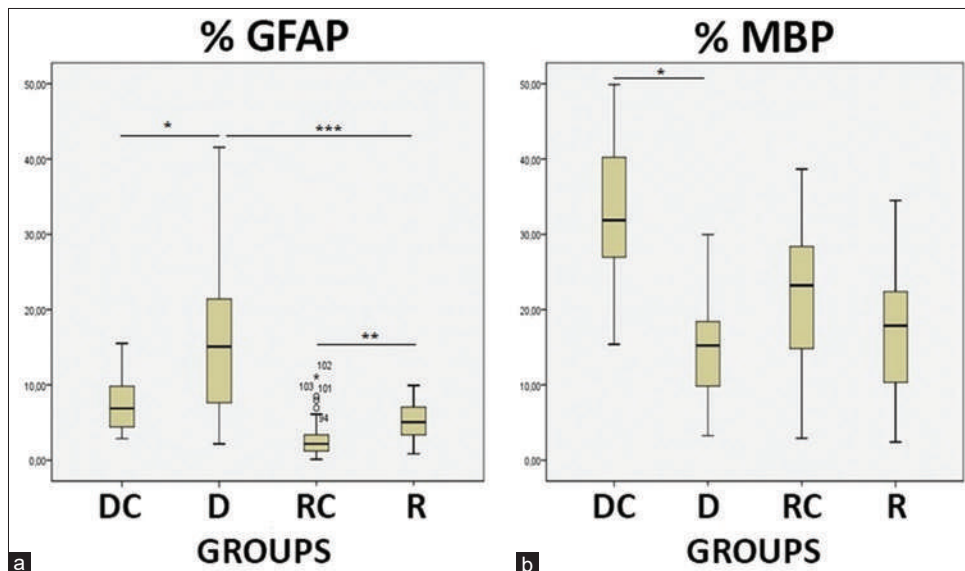 % GFAP
50,00
40,00
30,00
20,00
10,00
0,00
*
***
**
102
*
103 101
94
DC D RC R
GROUPS
a
% MBP
50,00
40,00
30,00
20,00
10,00
0,00
*
DC D RC R
GROUPS
b